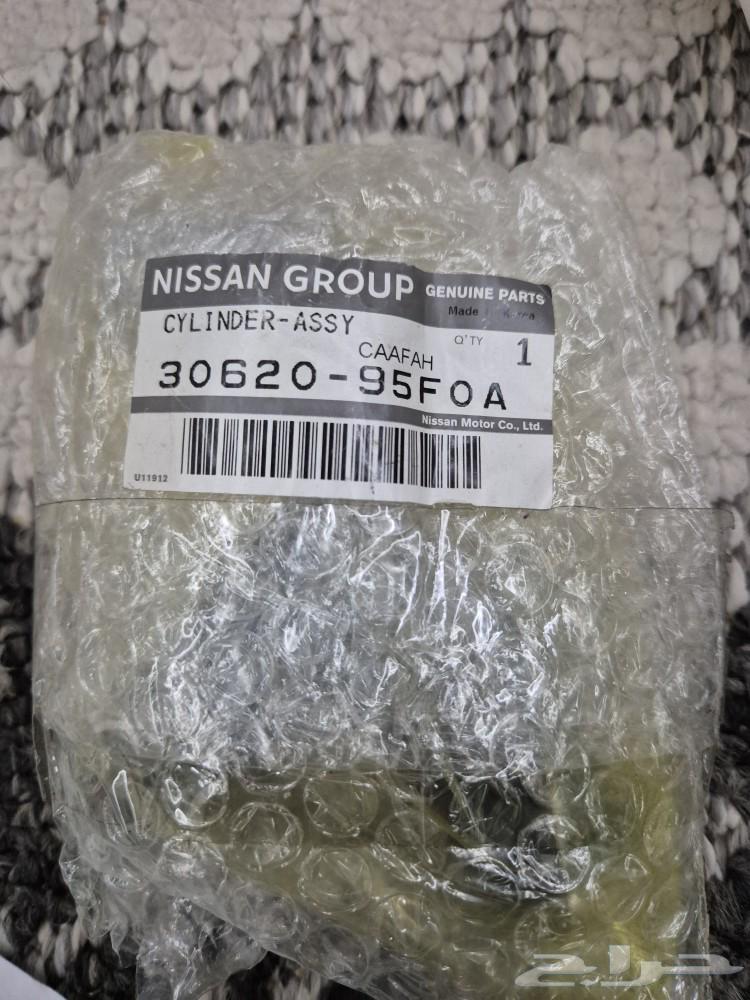 NISSAN GROUP GENUINE PARTS
Made in Korea
CYLINDER-ASSY
Q'TY 1
CAAFAH
30620-95F0A
Nissan Motor Co., Ltd.
U11912
حراج